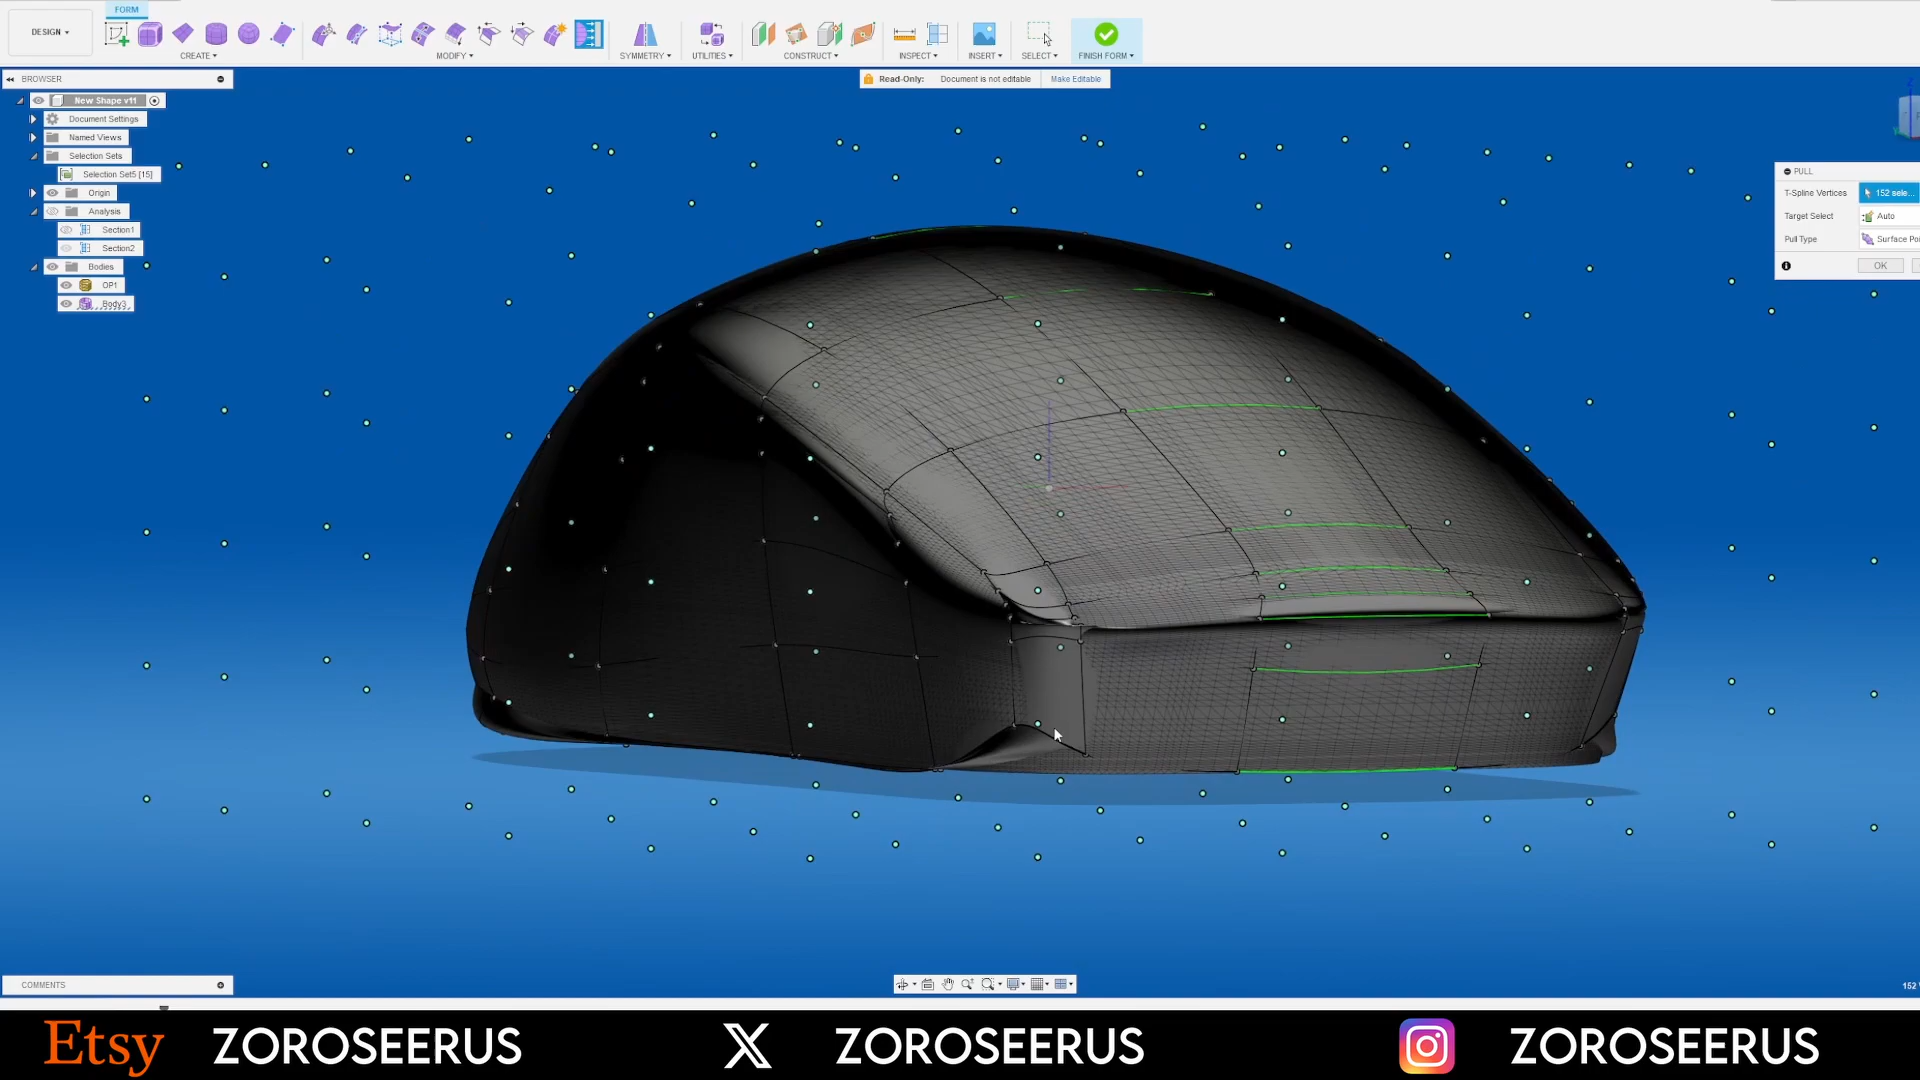 FORM
DESIGN
CREATE
MODIFY
SYMMETRY
UTILITIES
CONSTRUCT
INSPECT
INSERT
SELECT
FINISH FORM
BROWSER
Read-Only: Document is not editable Make Editable
New Shape v11
Document Settings
Named Views
Selection Sets
Selection Set5 [15]
Origin
Analysis
Section1
Section2
Bodies
OP1
Body3
PULL
T-Spline Vertices 152 sele...
Target Select Auto
Pull Type Surface Poi
OK
COMMENTS
152
Etsy ZOROSEERUS X ZOROSEERUS ZOROSEERUS